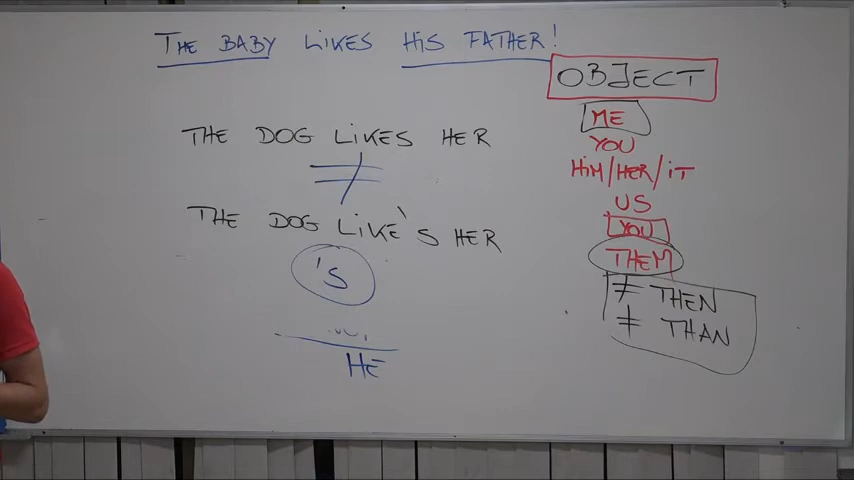 THE BABY LIKES HIS FATHER!
OBJECT
ME
YOU
HIM/HER/IT
US
YOU
THEM
≠ THEN
≠ THAN
THE DOG LIKES HER
≠
THE DOG LIKE'S HER
'S
HE